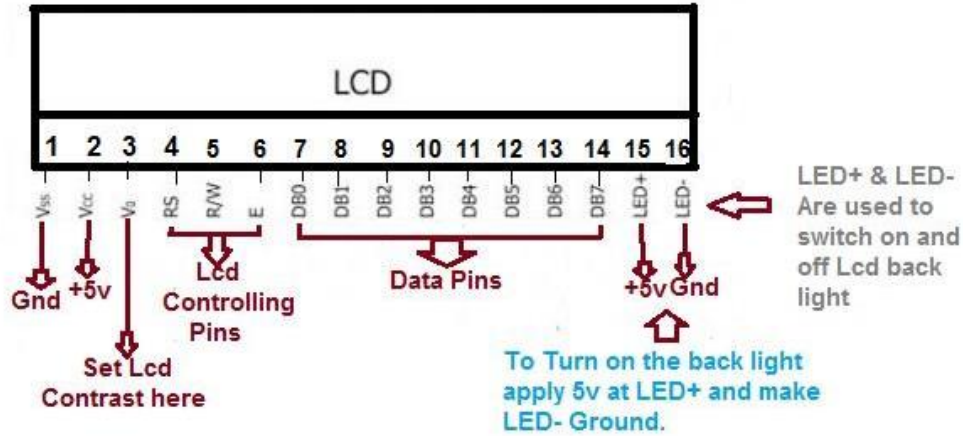 LCD
1 2 3 4 5 6 7 8 9 10 11 12 13 14 15 16
Vss Vcc V0 RS R/W E DB0 DB1 DB2 DB3 DB4 DB5 DB6 DB7 LED+ LED-
Gnd
+5v
Lcd
Controlling
Pins
Set Lcd
Contrast here
Data Pins
+5v Gnd
LED+ & LED-
Are used to
switch on and
off Lcd back
light
To Turn on the back light
apply 5v at LED+ and make
LED- Ground.